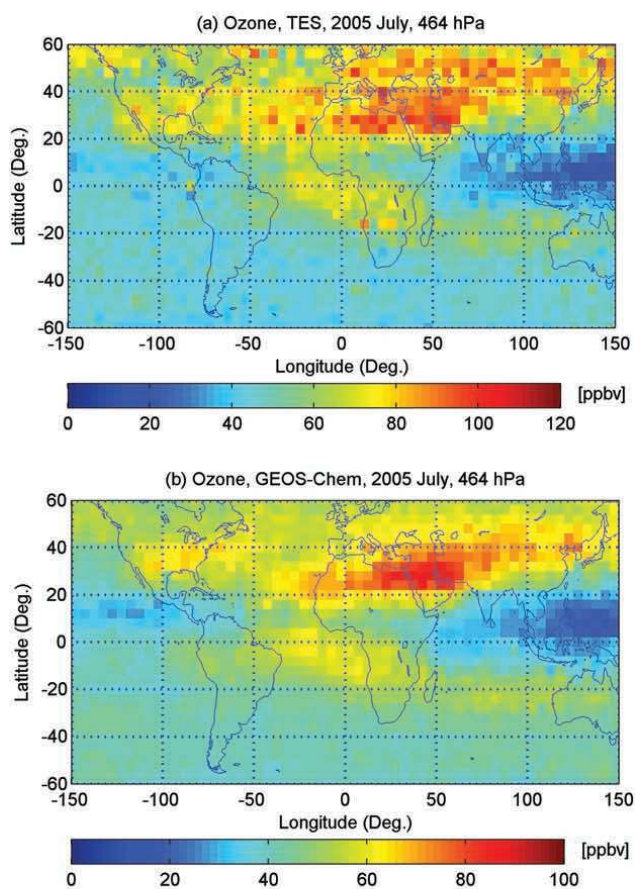 (a) Ozone, TES, 2005 July, 464 hPa
60
40
20
0
-20
-40
-60
Latitude (Deg.)
-150 -100 -50 0 50 100 150
Longitude (Deg.)
[ppbv]
0 20 40 60 80 100 120
(b) Ozone, GEOS-Chem, 2005 July, 464 hPa
60
40
20
0
-20
-40
-60
Latitude (Deg.)
-150 -100 -50 0 50 100 150
Longitude (Deg.)
[ppbv]
0 20 40 60 80 100